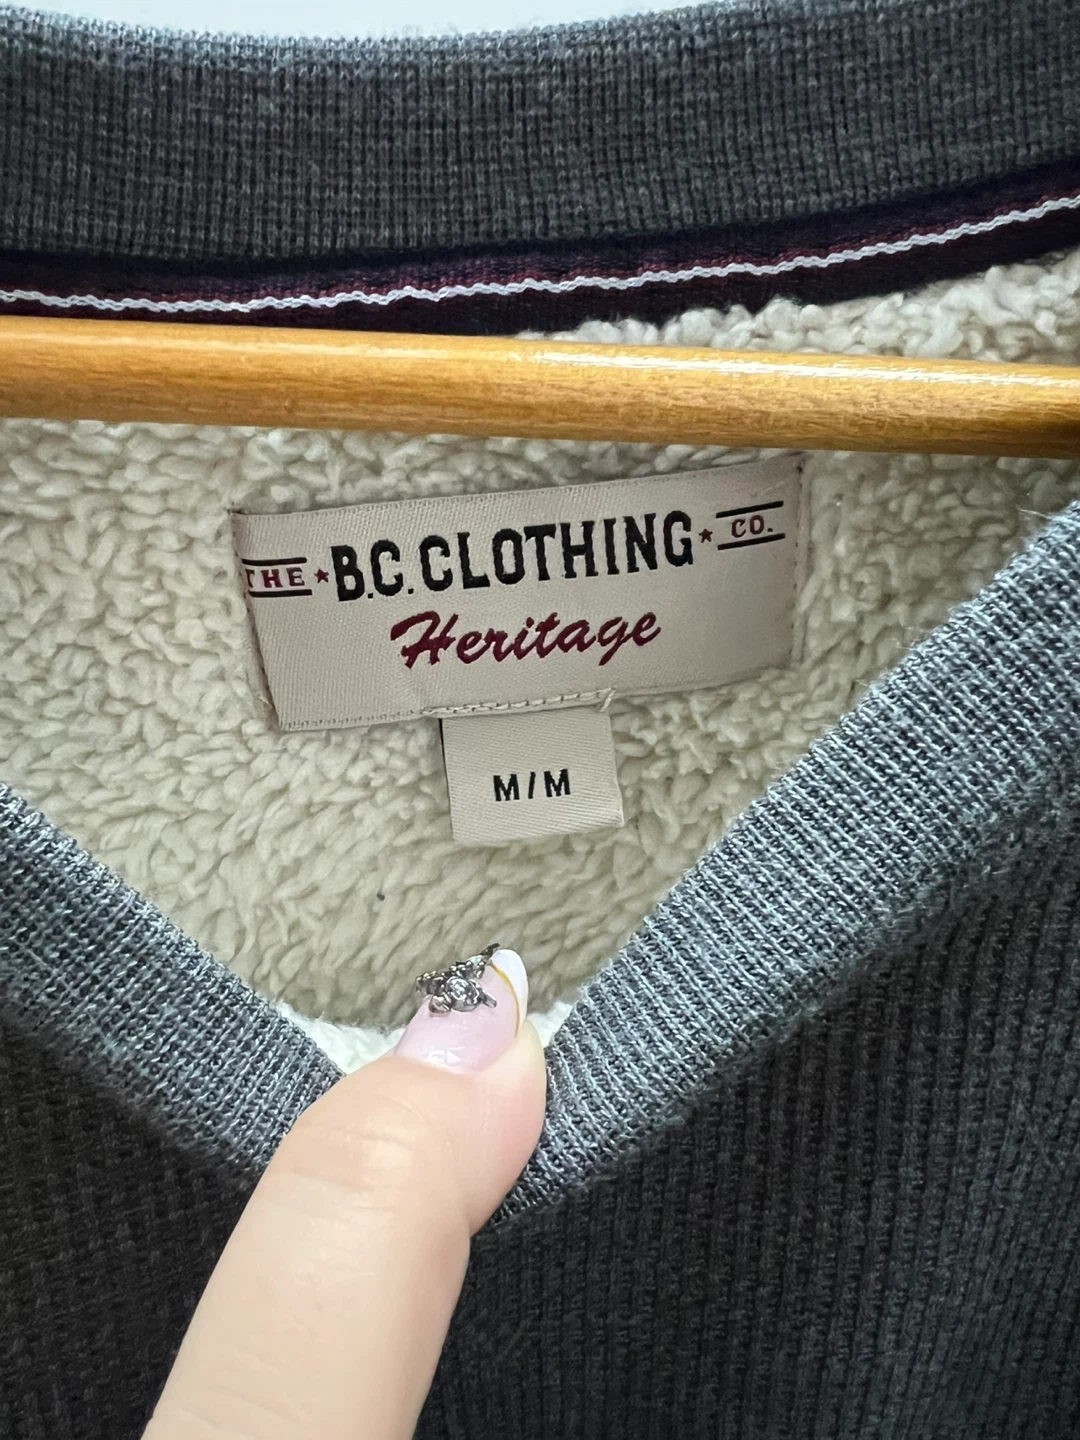 THE ★ B.C. CLOTHING ★ CO.
Heritage
M/M